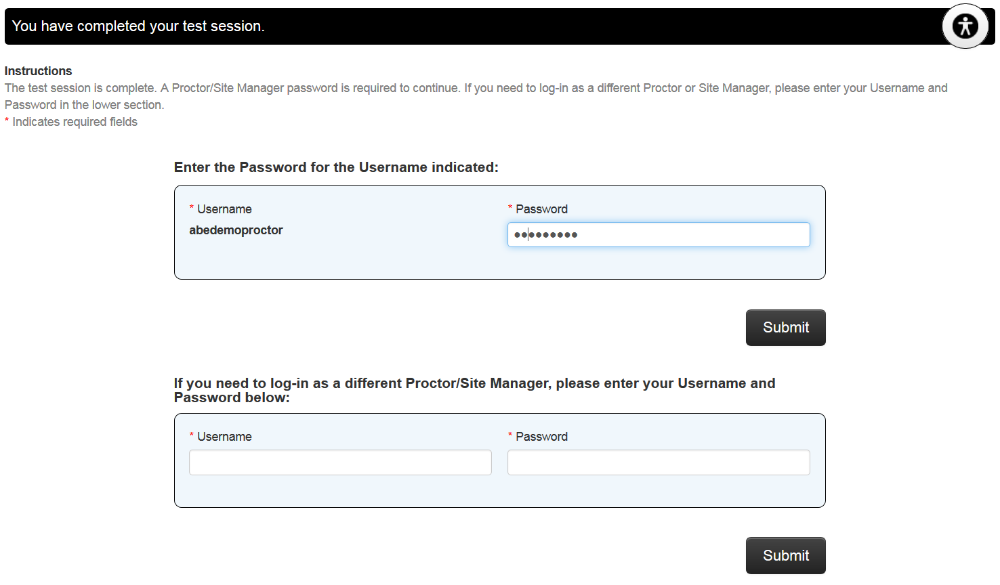 You have completed your test session.
Instructions
The test session is complete. A Proctor/Site Manager password is required to continue. If you need to log-in as a different Proctor or Site Manager, please enter your Username and
Password in the lower section.
* Indicates required fields
Enter the Password for the Username indicated:
* Username
* Password
abedemoproctor
•••••••••
Submit
If you need to log-in as a different Proctor/Site Manager, please enter your Username and
Password below:
* Username
* Password
Submit